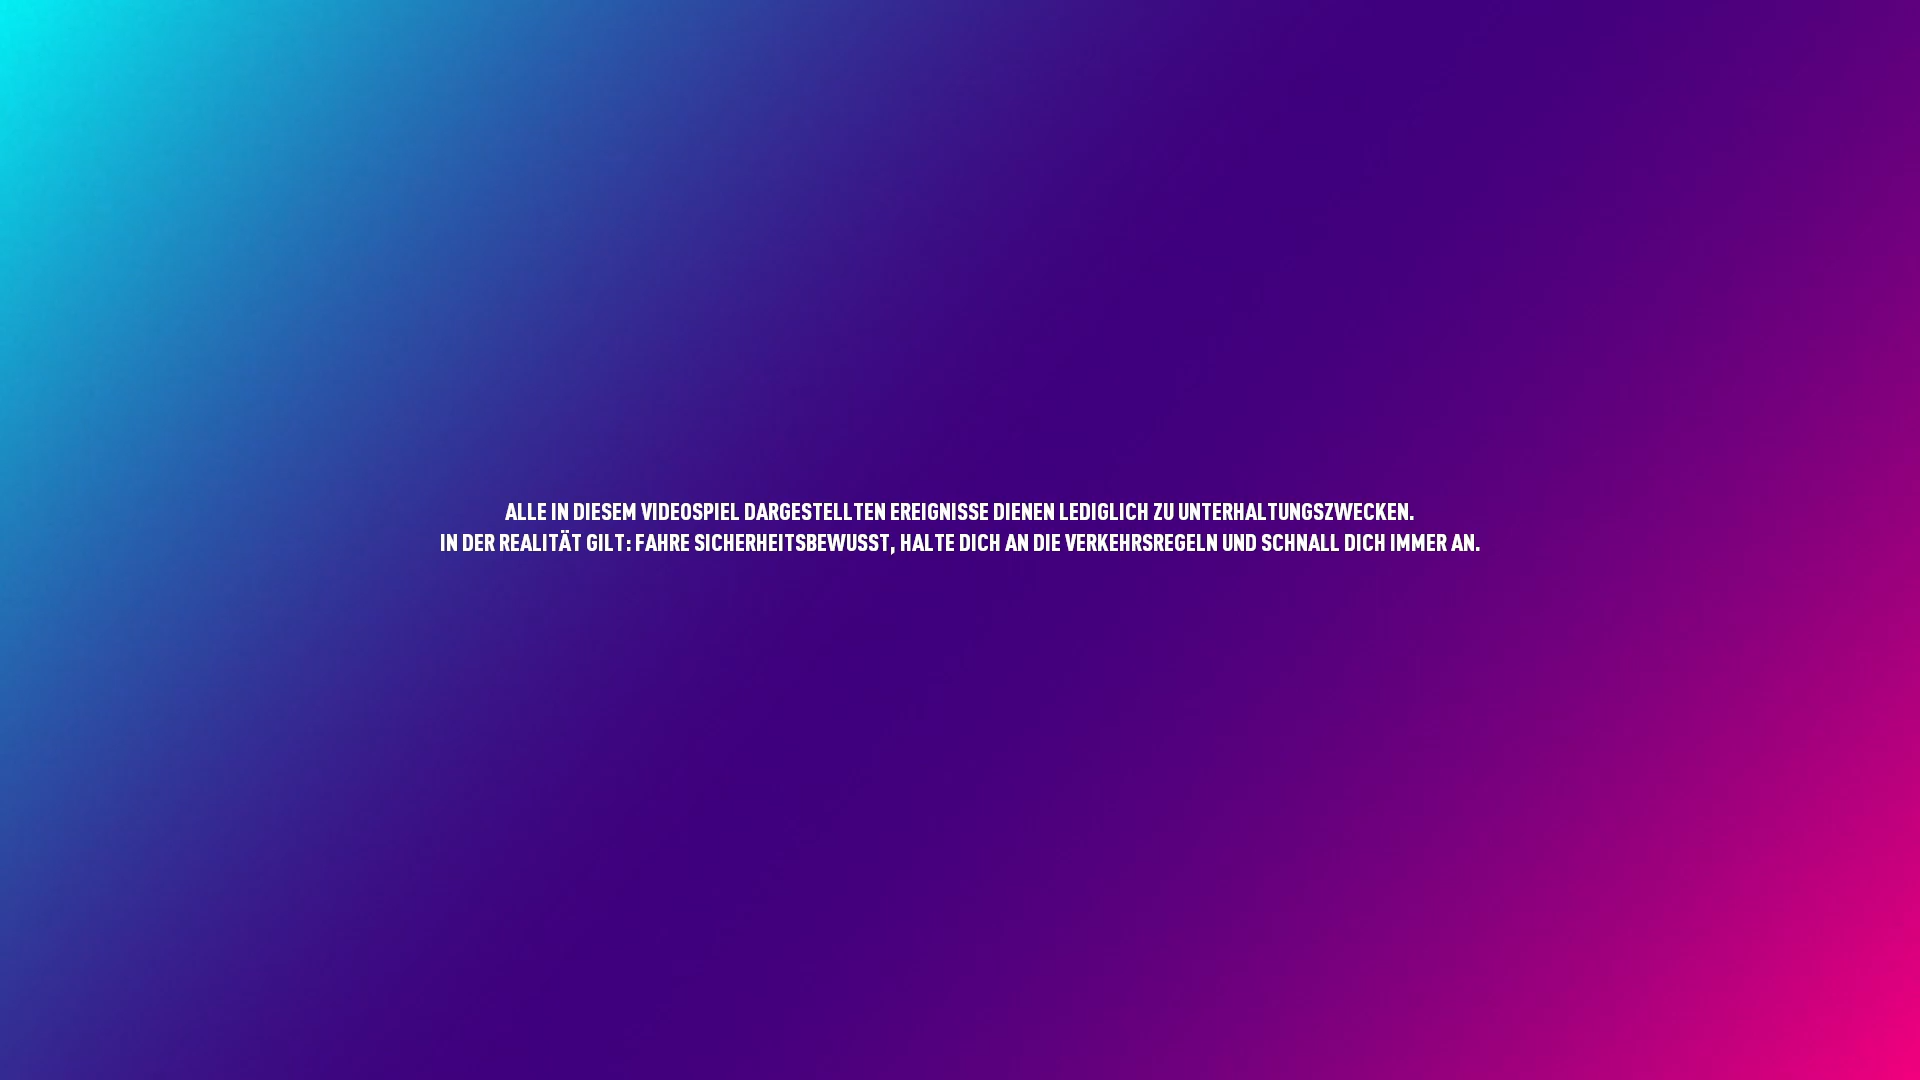 ALLE IN DIESEM VIDEOSPIEL DARGESTELLTEN EREIGNISSE DIENEN LEDIGLICH ZU UNTERHALTUNGSZWECKEN.
IN DER REALITÄT GILT: FAHRE SICHERHEITSBEWUSST, HALTE DICH AN DIE VERKEHRSREGELN UND SCHNALL DICH IMMER AN.